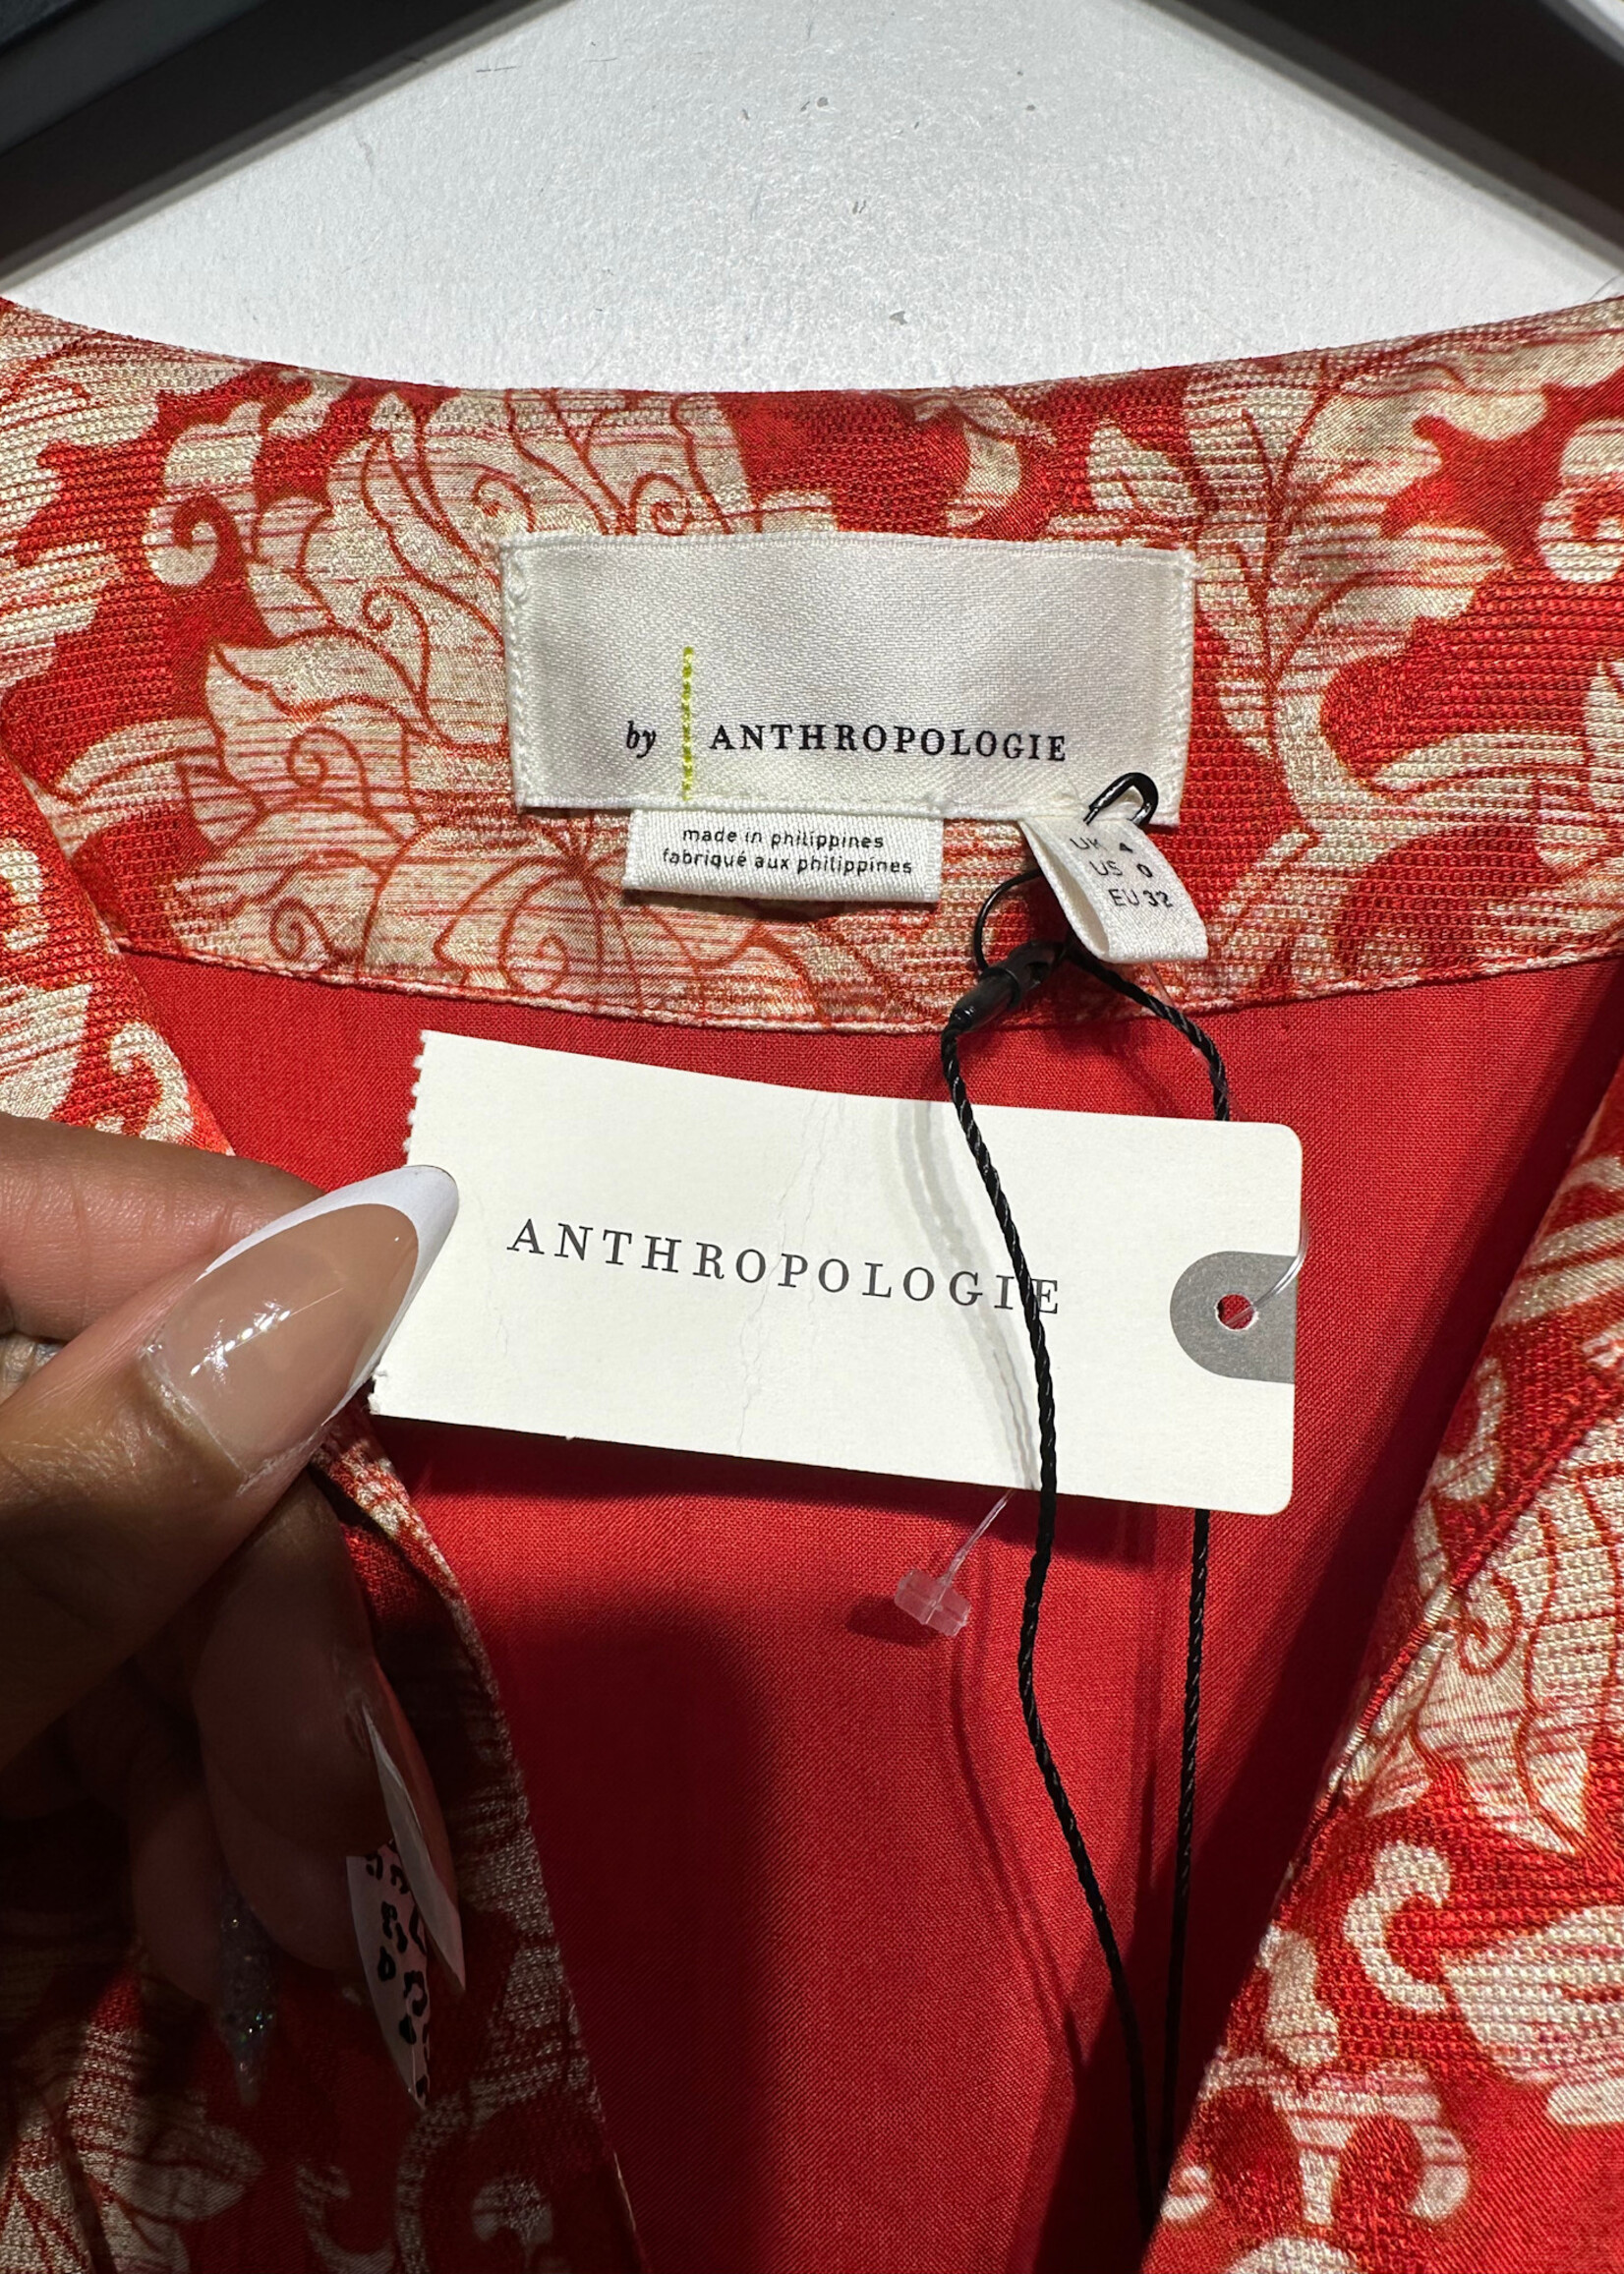 by ANTHROPOLOGIE
made in philippines
fabriqué aux philippines
UK 4
US 0
EU 32
ANTHROPOLOGIE